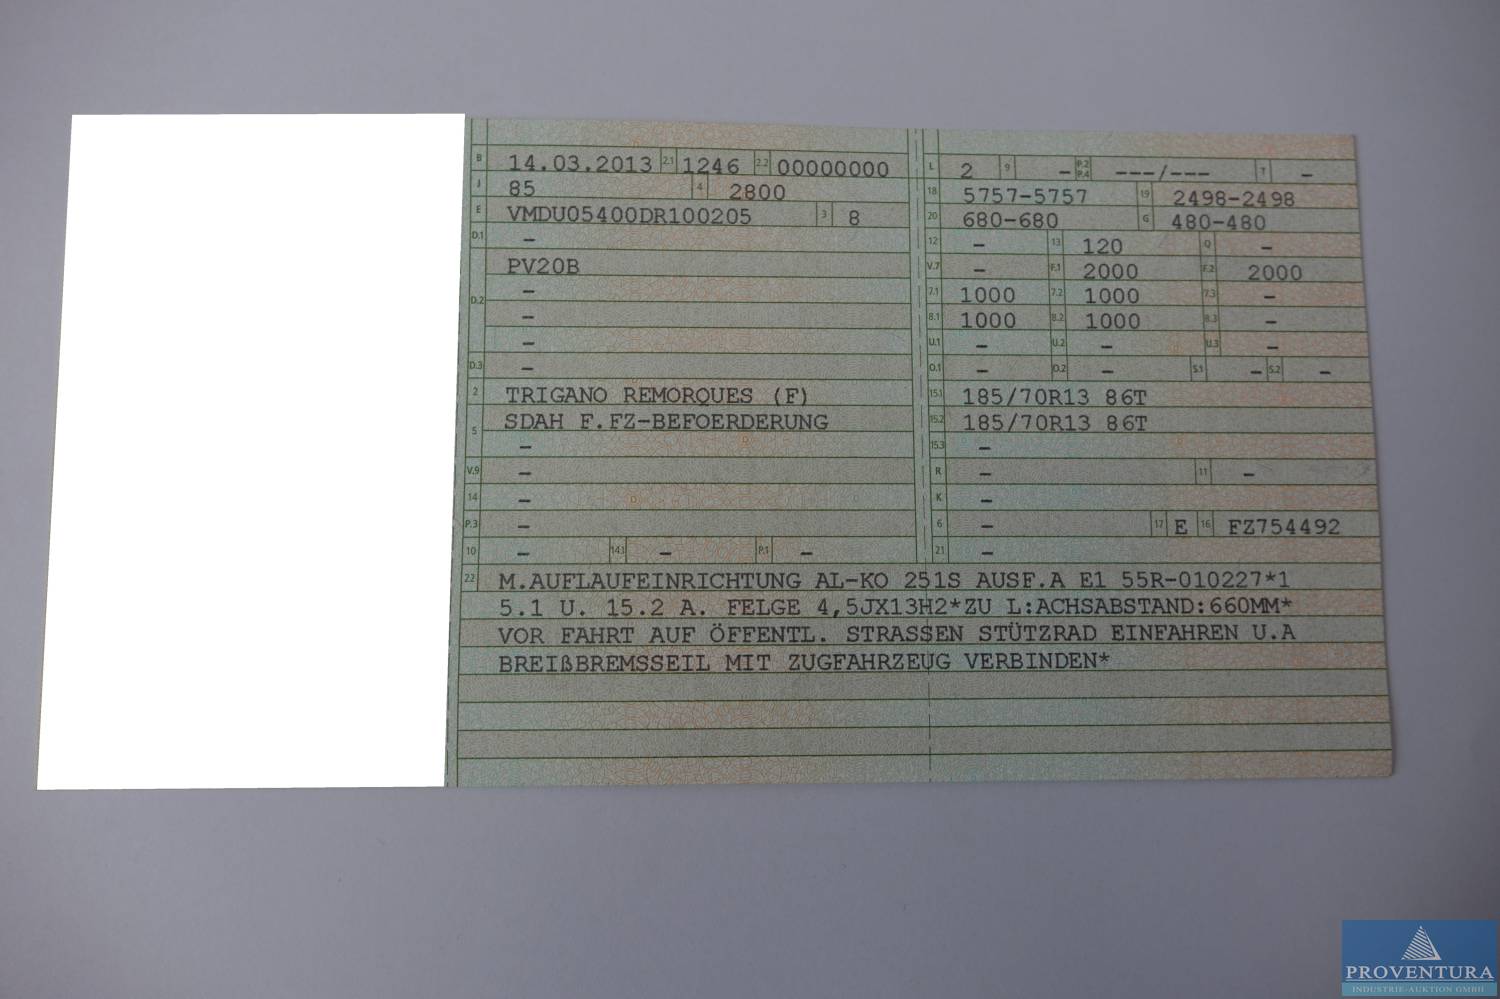 B 14.03.2013 2.1 1246 2.2 00000000
J 85 4 2800
E VMDU05400DR100205 3 8
D.1 -
PV20B
D.2 -
-
-
D.3 -
2 TRIGANO REMORQUES (F)
5 SDAH F.FZ-BEFOERDERUNG
-
V.9 -
14 -
P.3 -
10 - 14.1 - P.1 -
L 2 9 - P.2 P.4 ---/--- T -
18 5757-5757 19 2498-2498
20 680-680 G 480-480
12 - 13 120 Q -
V.7 - F.1 2000 F.2 2000
7.1 1000 7.2 1000 7.3 -
8.1 1000 8.2 1000 8.3 -
U.1 - U.2 - U.3 -
O.1 - O.2 - S.1 - S.2 -
15.1 185/70R13 86T
15.2 185/70R13 86T
15.3 -
R - 11 -
K -
6 - 17 E 16 FZ754492
21 -
22 M.AUFLAUFEINRICHTUNG AL-KO 251S AUSF.A E1 55R-010227*1
5.1 U. 15.2 A. FELGE 4,5JX13H2*ZU L:ACHSABSTAND:660MM*
VOR FAHRT AUF ÖFFENTL. STRASSEN STÜTZRAD EINFAHREN U.A
BREIßBREMSSEIL MIT ZUGFAHRZEUG VERBINDEN*
PROVENTURA
INDUSTRIE-AUKTION GMBH